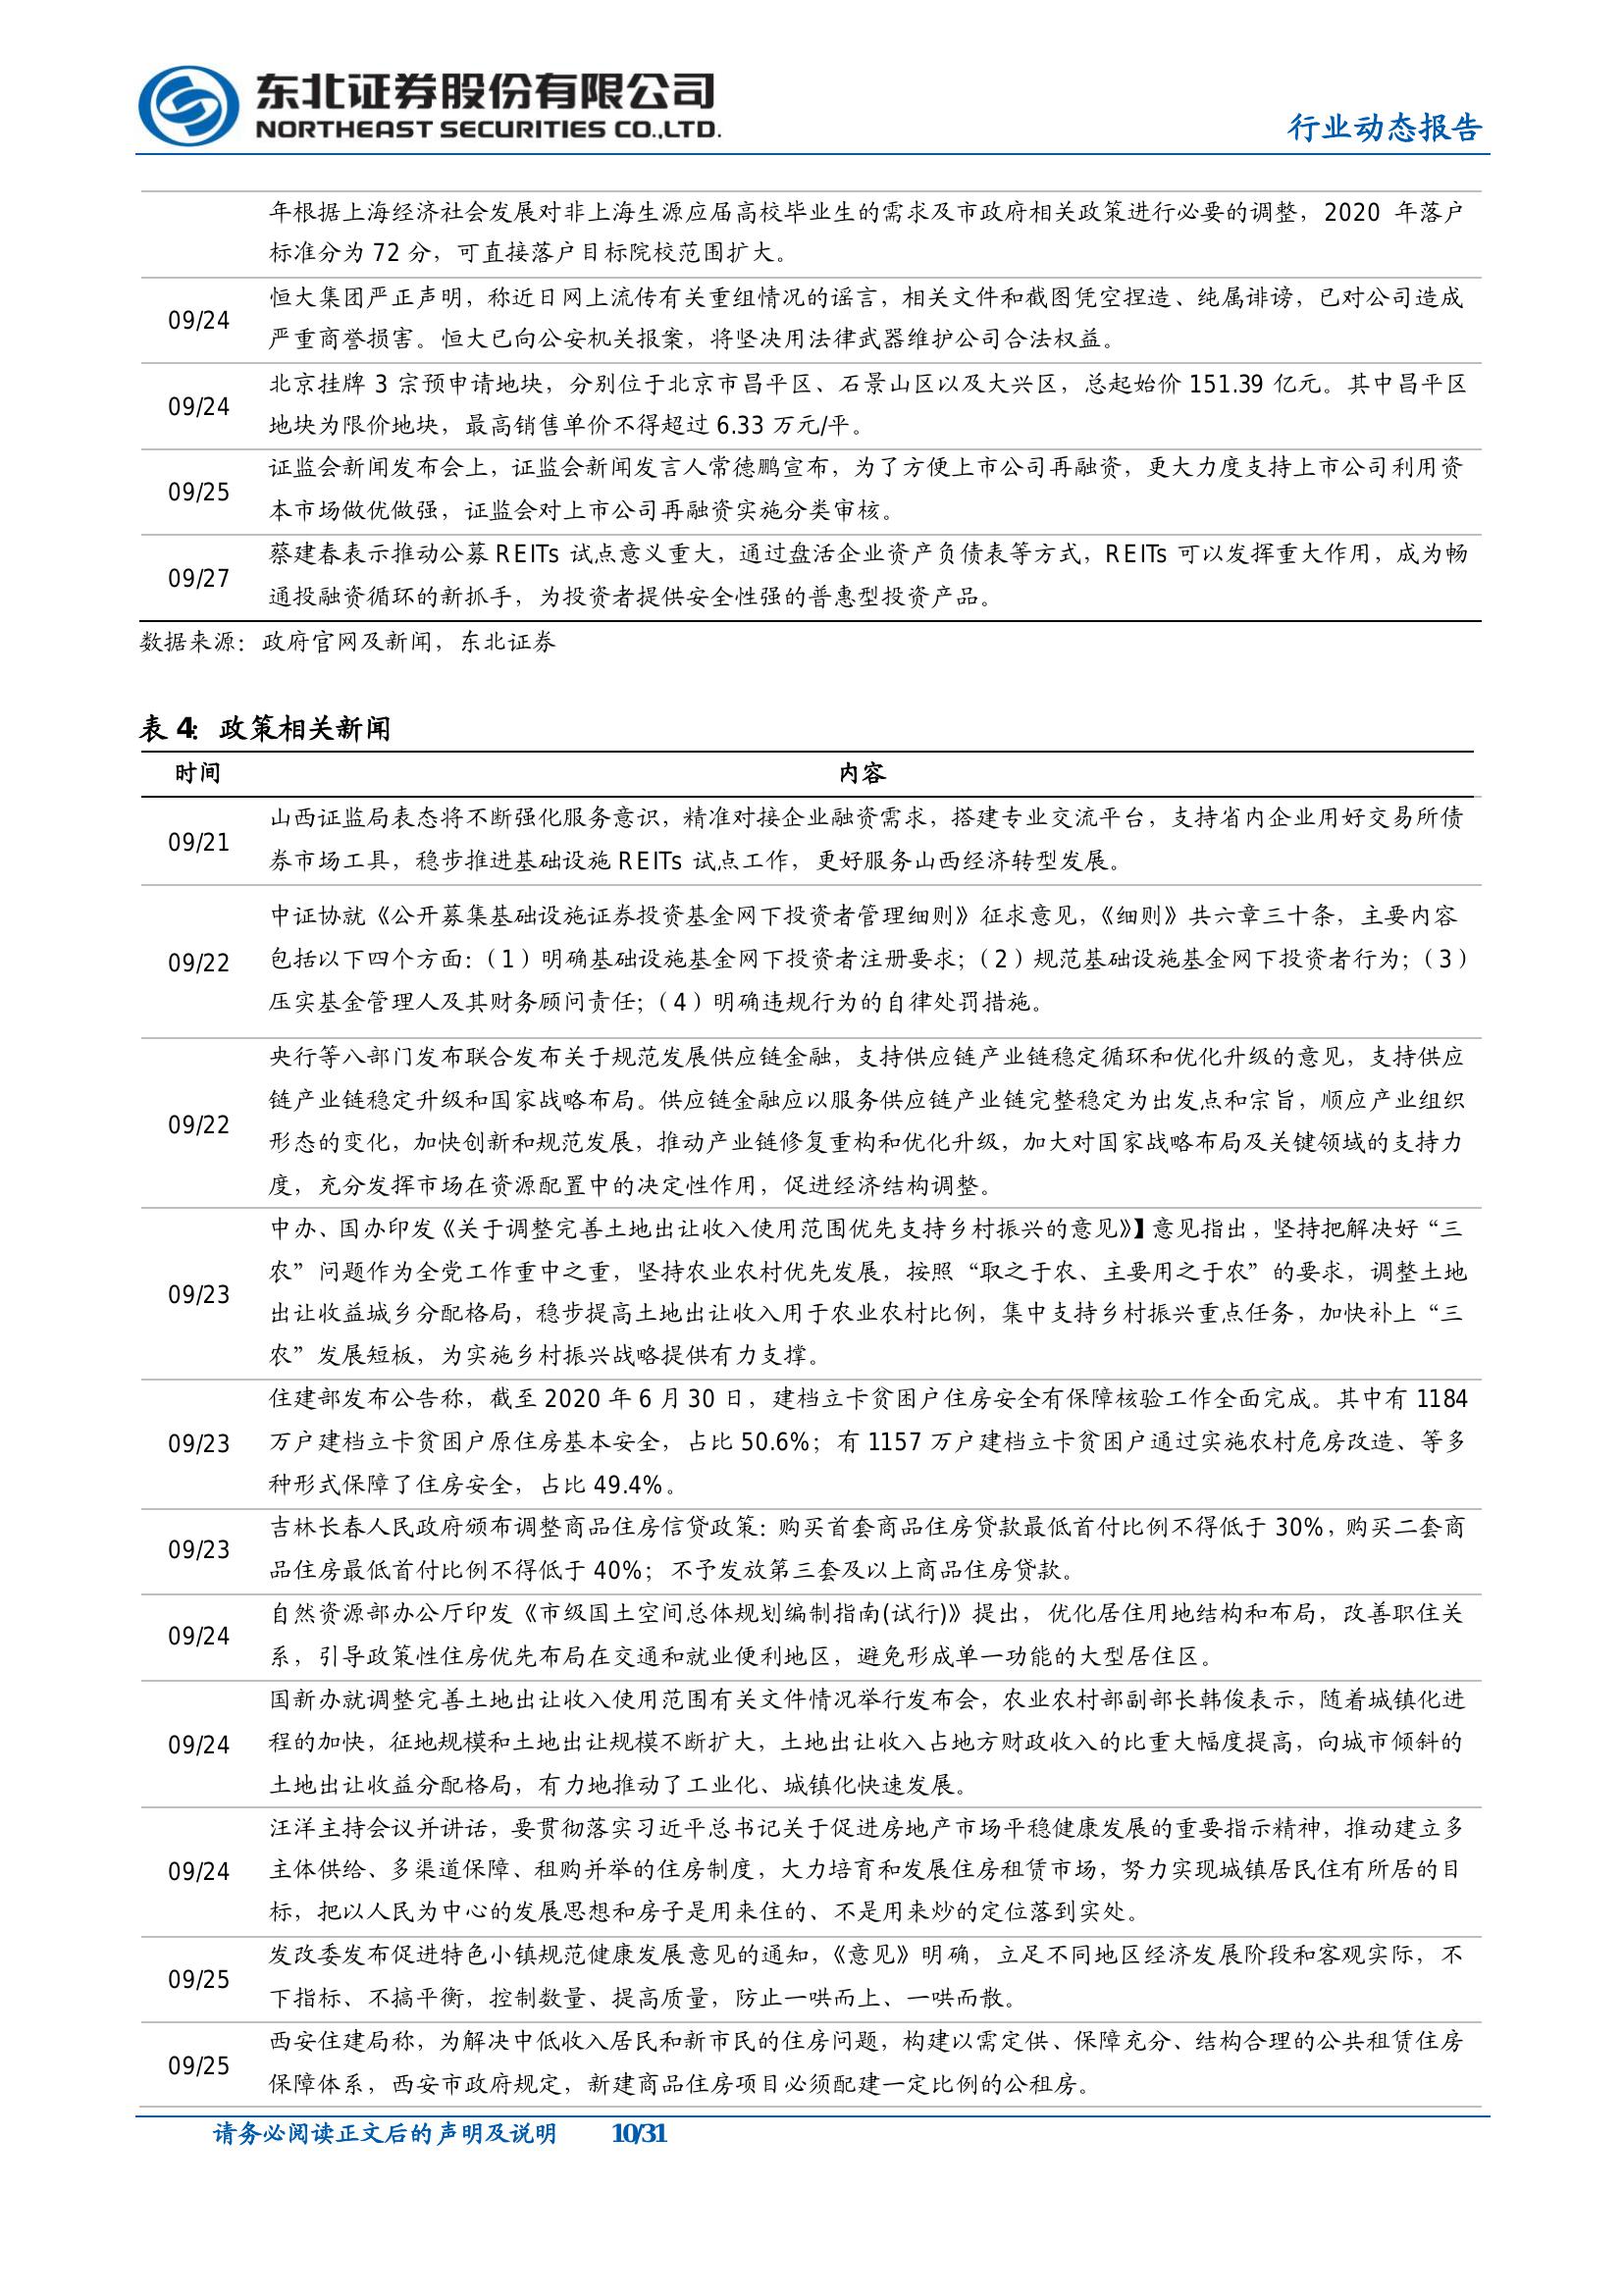 东北证券股份有限公司
NORTHEAST SECURITIES CO.,LTD.
行业动态报告
年根据上海经济社会发展对非上海生源应届高校毕业生的需求及市政府相关政策进行必要的调整，2020 年落户
标准分为 72 分，可直接落户目标院校范围扩大。
09/24
恒大集团严正声明，称近日网上流传有关重组情况的谣言，相关文件和截图凭空捏造、纯属诽谤，已对公司造成
严重商誉损害。恒大已向公安机关报案，将坚决用法律武器维护公司合法权益。
09/24
北京挂牌 3 宗预申请地块，分别位于北京市昌平区、石景山区以及大兴区，总起始价 151.39 亿元。其中昌平区
地块为限价地块，最高销售单价不得超过 6.33 万元/平。
09/25
证监会新闻发布会上，证监会新闻发言人常德鹏宣布，为了方便上市公司再融资，更大力度支持上市公司利用资
本市场做优做强，证监会对上市公司再融资实施分类审核。
09/27
蔡建春表示推动公募 REITs 试点意义重大，通过盘活企业资产负债表等方式，REITs 可以发挥重大作用，成为畅
通投融资循环的新抓手，为投资者提供安全性强的普惠型投资产品。
数据来源：政府官网及新闻，东北证券
表 4：政策相关新闻
时间 内容
09/21
山西证监局表态将不断强化服务意识，精准对接企业融资需求，搭建专业交流平台，支持省内企业用好交易所债
券市场工具，稳步推进基础设施 REITs 试点工作，更好服务山西经济转型发展。
09/22
中证协就《公开募集基础设施证券投资基金网下投资者管理细则》征求意见，《细则》共六章三十条，主要内容
包括以下四个方面：（1）明确基础设施基金网下投资者注册要求；（2）规范基础设施基金网下投资者行为；（3）
压实基金管理人及其财务顾问责任；（4）明确违规行为的自律处罚措施。
09/22
央行等八部门发布联合发布关于规范发展供应链金融，支持供应链产业链稳定循环和优化升级的意见，支持供应
链产业链稳定升级和国家战略布局。供应链金融应以服务供应链产业链完整稳定为出发点和宗旨，顺应产业组织
形态的变化，加快创新和规范发展，推动产业链修复重构和优化升级，加大对国家战略布局及关键领域的支持力
度，充分发挥市场在资源配置中的决定性作用，促进经济结构调整。
09/23
中办、国办印发《关于调整完善土地出让收入使用范围优先支持乡村振兴的意见》】意见指出，坚持把解决好“三
农”问题作为全党工作重中之重，坚持农业农村优先发展，按照“取之于农、主要用之于农”的要求，调整土地
出让收益城乡分配格局，稳步提高土地出让收入用于农业农村比例，集中支持乡村振兴重点任务，加快补上“三
农”发展短板，为实施乡村振兴战略提供有力支撑。
09/23
住建部发布公告称，截至 2020 年 6 月 30 日，建档立卡贫困户住房安全有保障核验工作全面完成。其中有 1184
万户建档立卡贫困户原住房基本安全，占比 50.6%；有 1157 万户建档立卡贫困户通过实施农村危房改造、等多
种形式保障了住房安全，占比 49.4%。
09/23
吉林长春人民政府颁布调整商品住房信贷政策：购买首套商品住房贷款最低首付比例不得低于 30%，购买二套商
品住房最低首付比例不得低于 40%；不予发放第三套及以上商品住房贷款。
09/24
自然资源部办公厅印发《市级国土空间总体规划编制指南(试行)》提出，优化居住用地结构和布局，改善职住关
系，引导政策性住房优先布局在交通和就业便利地区，避免形成单一功能的大型居住区。
09/24
国新办就调整完善土地出让收入使用范围有关文件情况举行发布会，农业农村部副部长韩俊表示，随着城镇化进
程的加快，征地规模和土地出让规模不断扩大，土地出让收入占地方财政收入的比重大幅度提高，向城市倾斜的
土地出让收益分配格局，有力地推动了工业化、城镇化快速发展。
09/24
汪洋主持会议并讲话，要贯彻落实习近平总书记关于促进房地产市场平稳健康发展的重要指示精神，推动建立多
主体供给、多渠道保障、租购并举的住房制度，大力培育和发展住房租赁市场，努力实现城镇居民住有所居的目
标，把以人民为中心的发展思想和房子是用来住的、不是用来炒的定位落到实处。
09/25
发改委发布促进特色小镇规范健康发展意见的通知，《意见》明确，立足不同地区经济发展阶段和客观实际，不
下指标、不搞平衡，控制数量、提高质量，防止一哄而上、一哄而散。
09/25
西安住建局称，为解决中低收入居民和新市民的住房问题，构建以需定供、保障充分、结构合理的公共租赁住房
保障体系，西安市政府规定，新建商品住房项目必须配建一定比例的公租房。
请务必阅读正文后的声明及说明 10/31